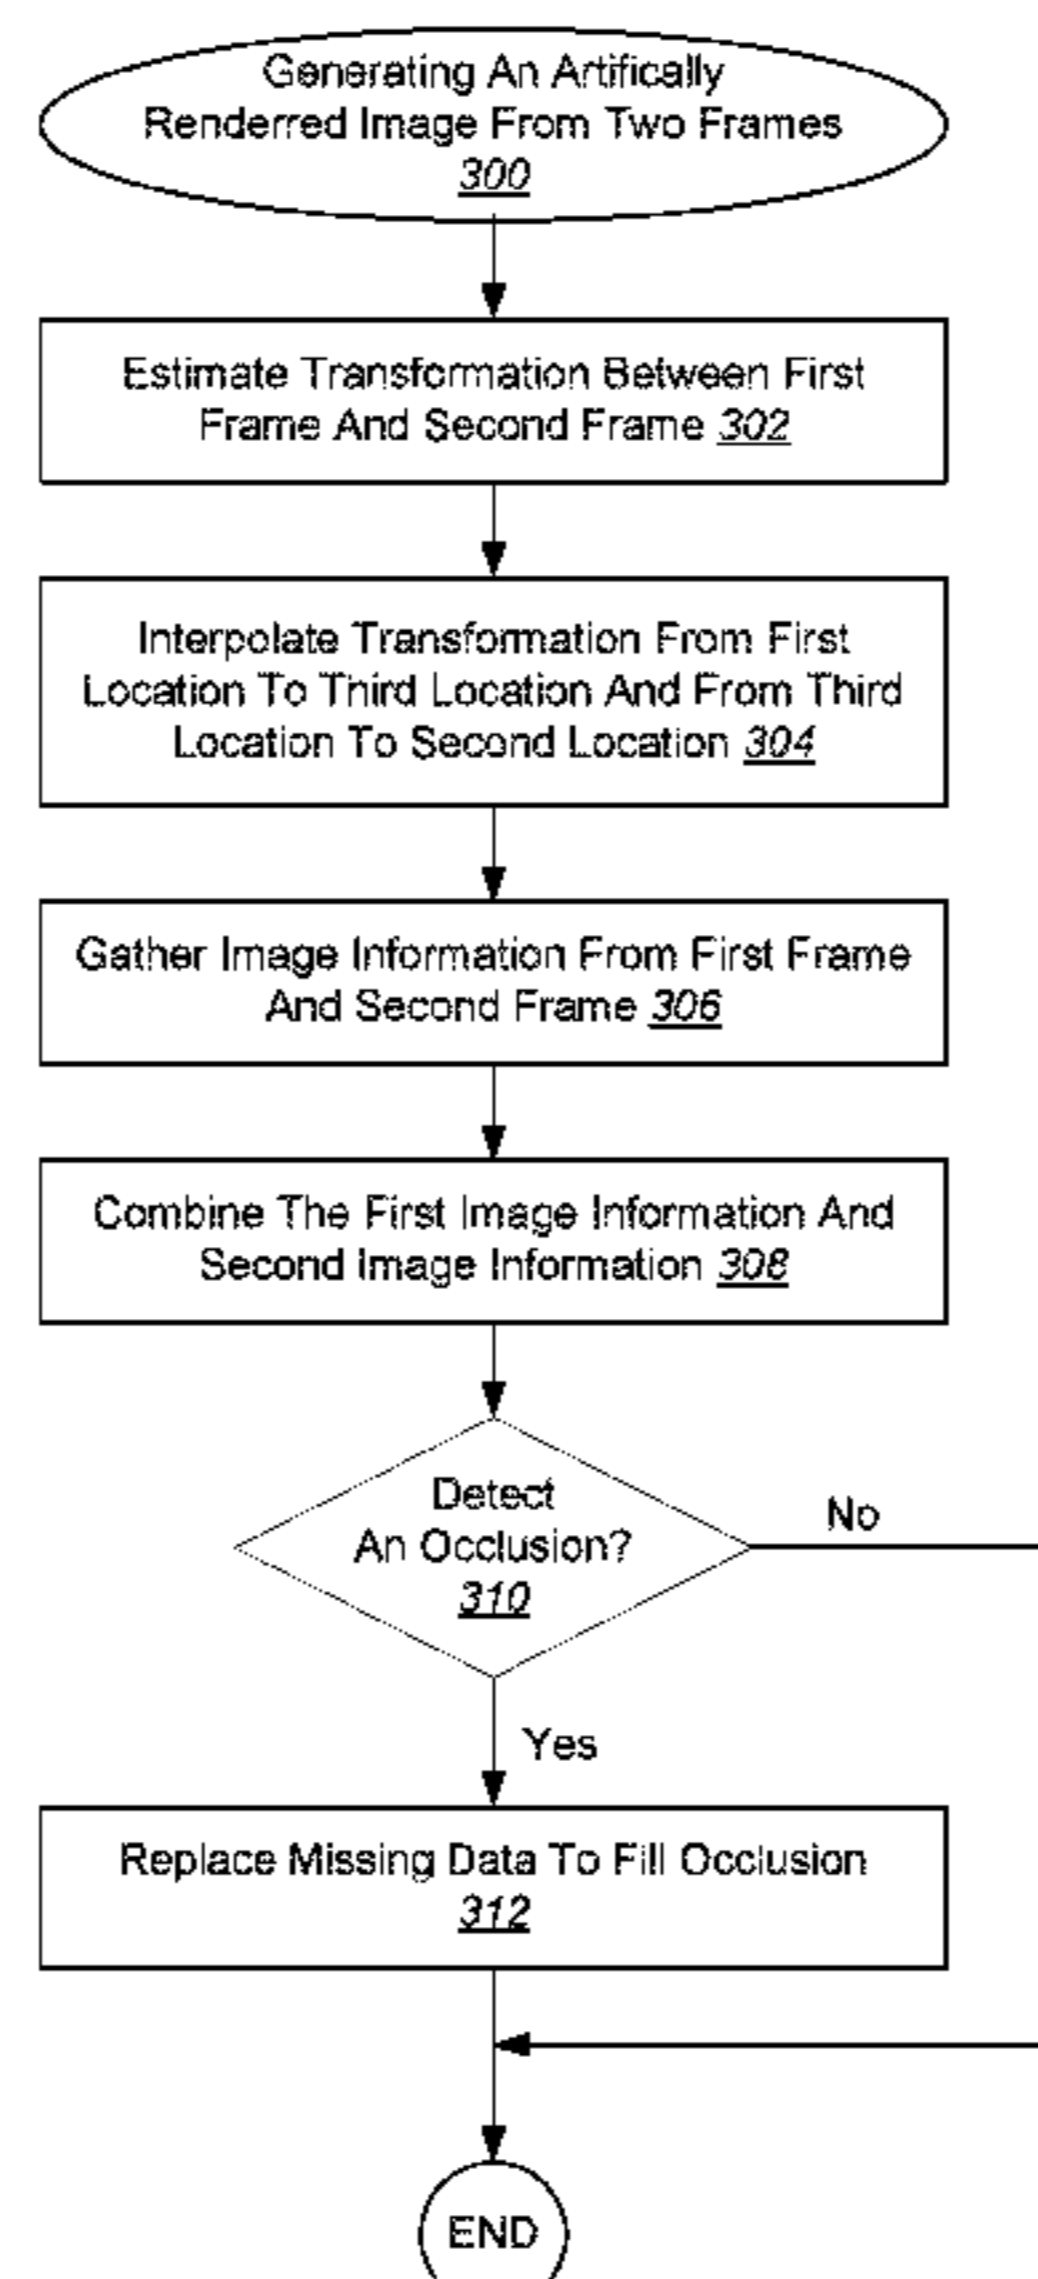 Generating An Artifically
Renderred Image From Two Frames
300
Estimate Transformation Between First
Frame And Second Frame 302
Interpolate Transformation From First
Location To Third Location And From Third
Location To Second Location 304
Gather Image Information From First Frame
And Second Frame 306
Combine The First Image Information And
Second Image Information 308
Detect
An Occlusion?
310
No
Yes
Replace Missing Data To Fill Occlusion
312
END